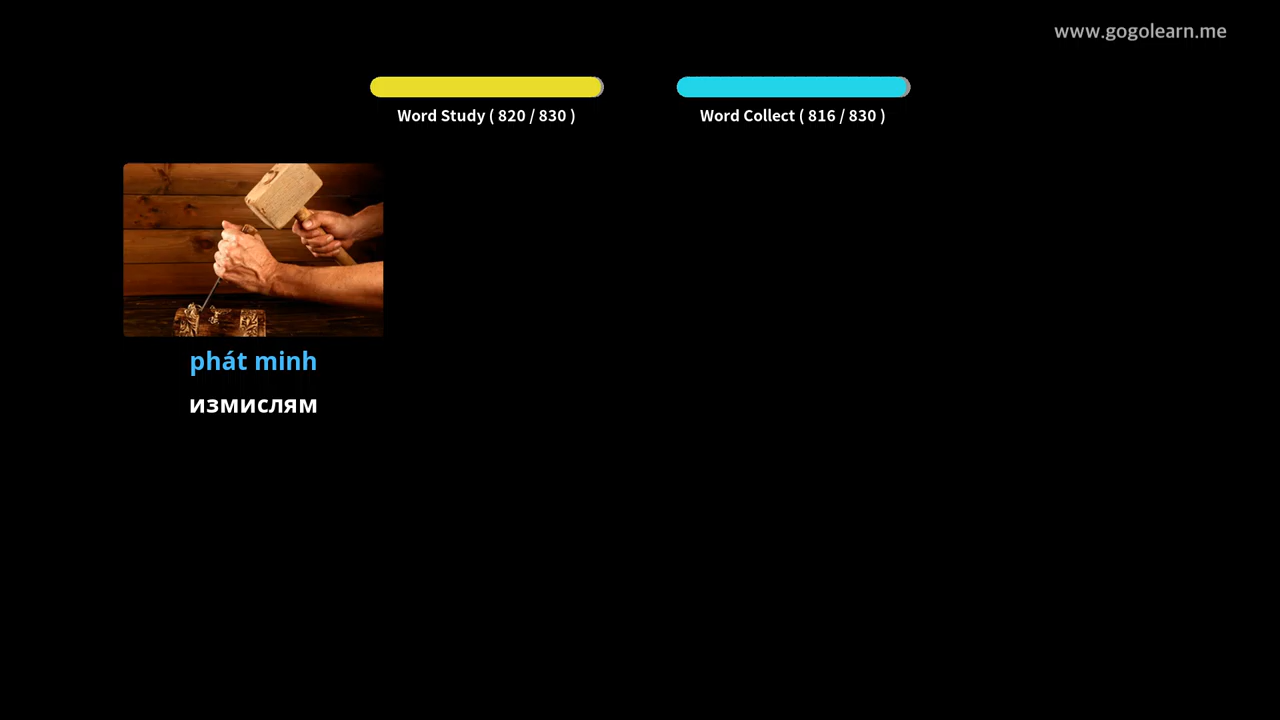 www.gogolearn.me
Word Study ( 820 / 830 )
Word Collect ( 816 / 830 )
phát minh
измислям